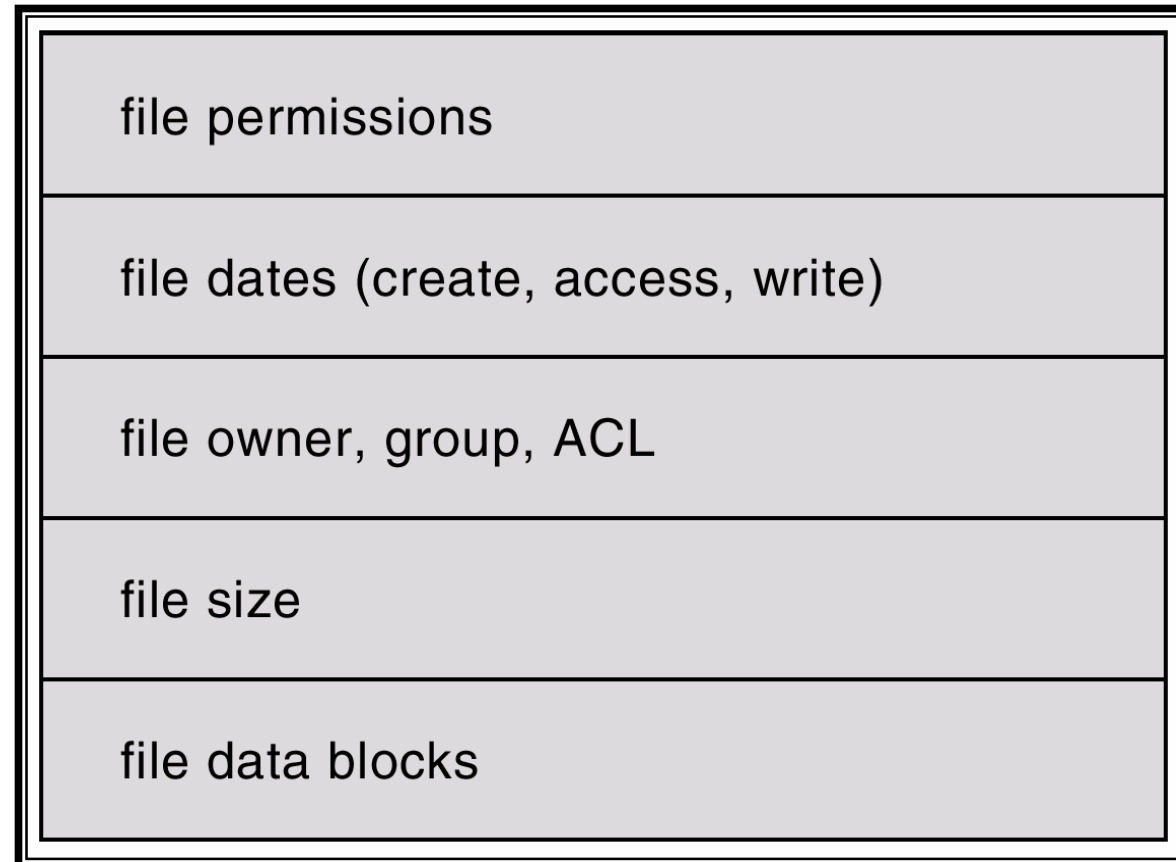 file permissions
file dates (create, access, write)
file owner, group, ACL
file size
file data blocks